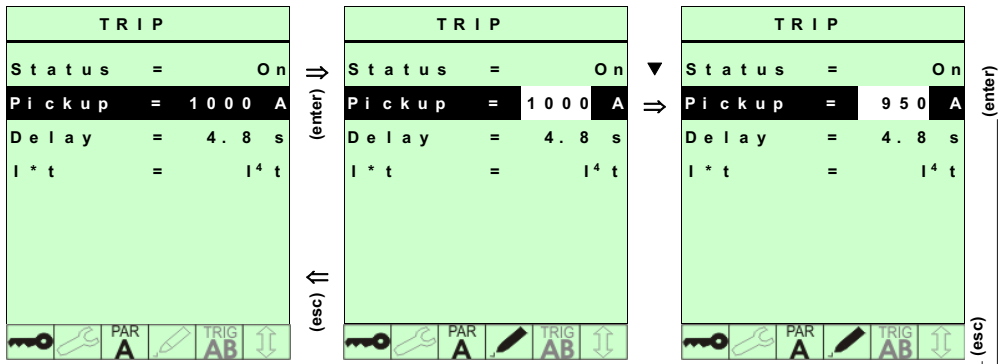 TRIP
Status = On
Pickup = 1000 A
Delay = 4.8 s
I*t = I⁴t
PAR A TRIG AB
⇒
(enter)
⇐
(esc)
TRIP
Status = On
Pickup = 1000 A
Delay = 4.8 s
I*t = I⁴t
PAR A TRIG AB
▼
⇒
TRIP
Status = On
Pickup = 950 A
Delay = 4.8 s
I*t = I⁴t
PAR A TRIG AB
(enter)
(esc)